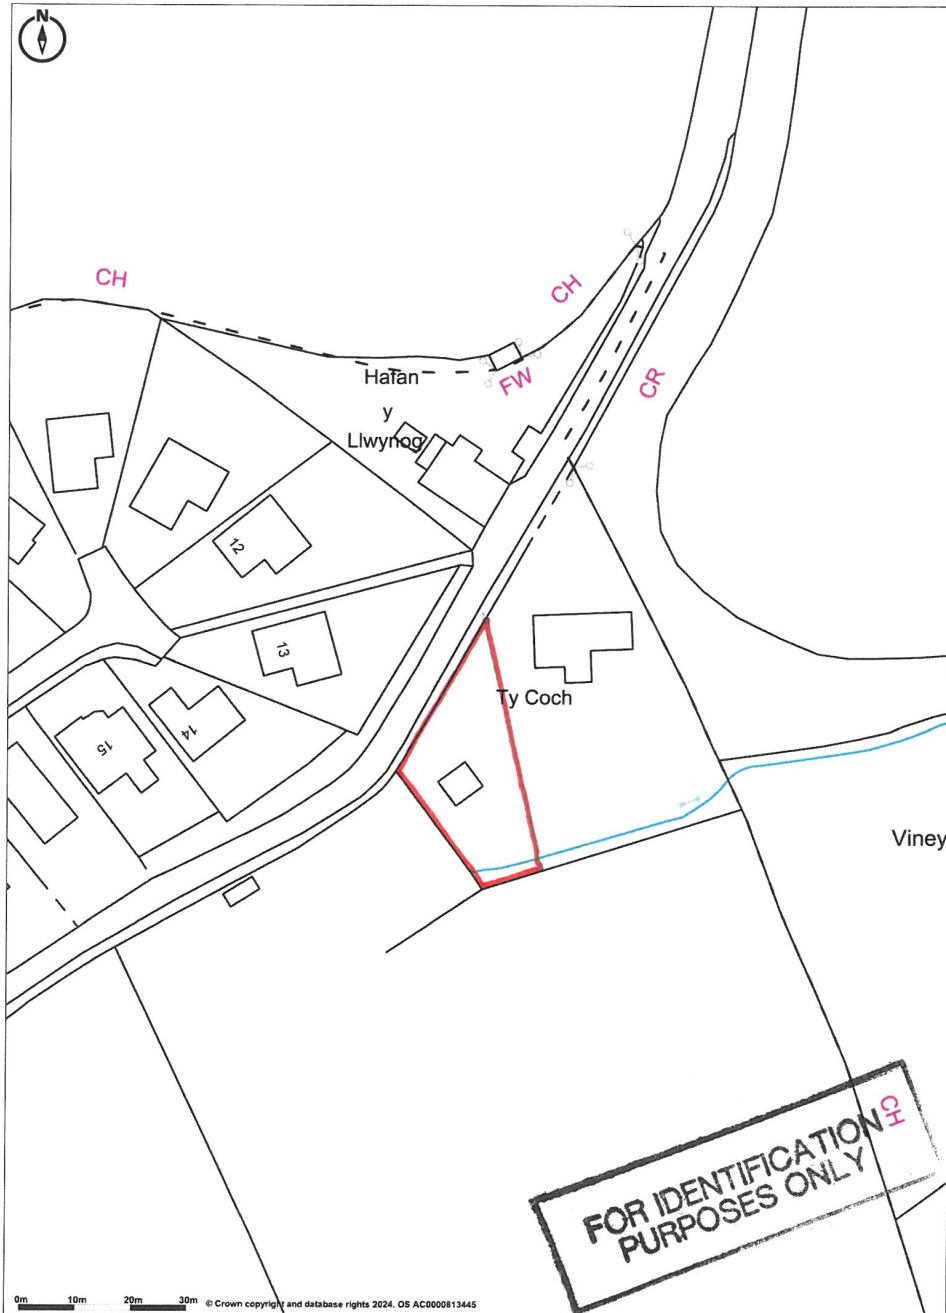 N
CH
CH
Hafan
y
Llwynog
FW
CR
12
13
Ty Coch
14
15
Viney
CH
FOR IDENTIFICATION
PURPOSES ONLY
0m 10m 20m 30m © Crown copyright and database rights 2024. OS AC0000813445